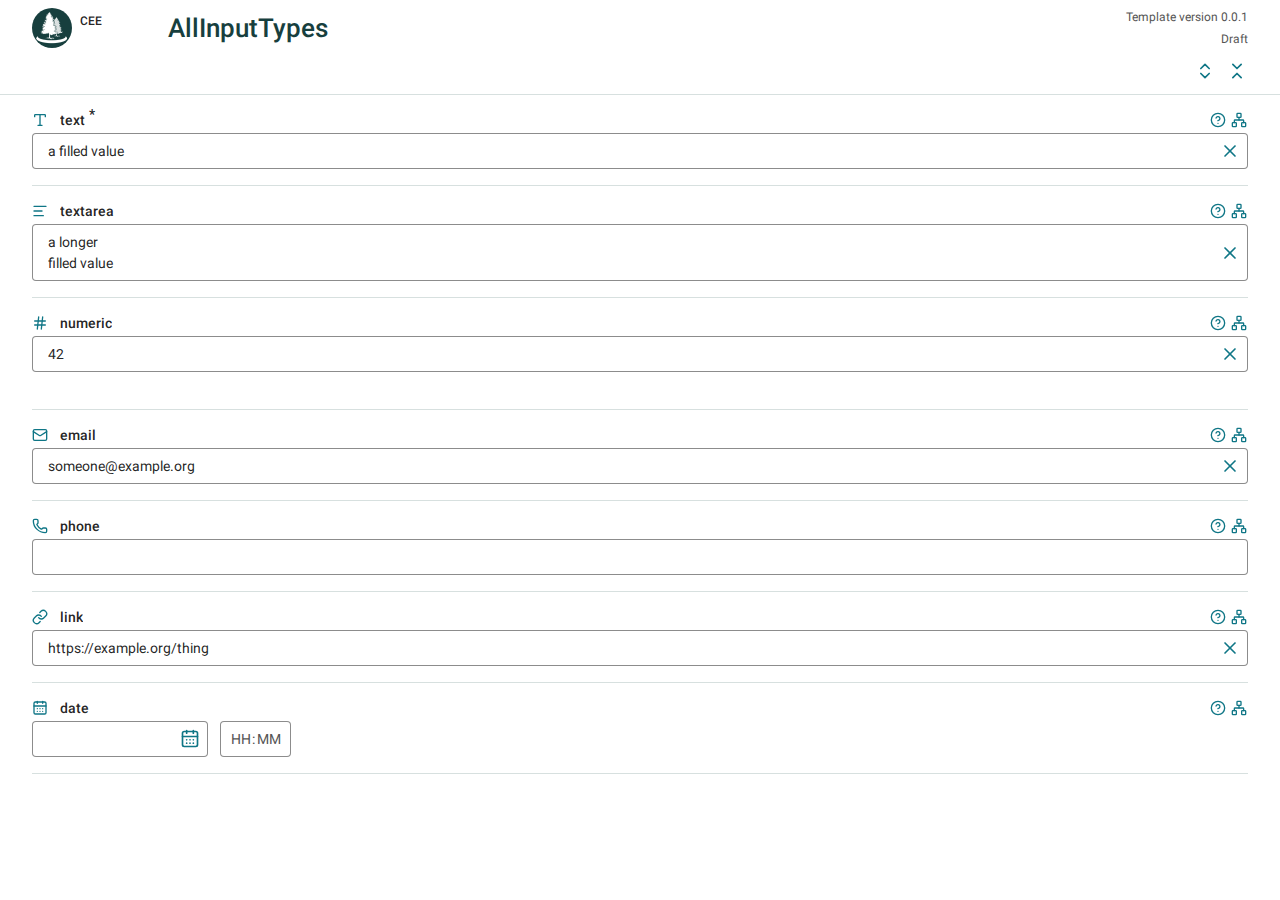 CEE
AllInputTypes
Template version 0.0.1
Draft
text *
a filled value
textarea
a longer
filled value
numeric
42
email
someone@example.org
phone
link
https://example.org/thing
date
HH:MM